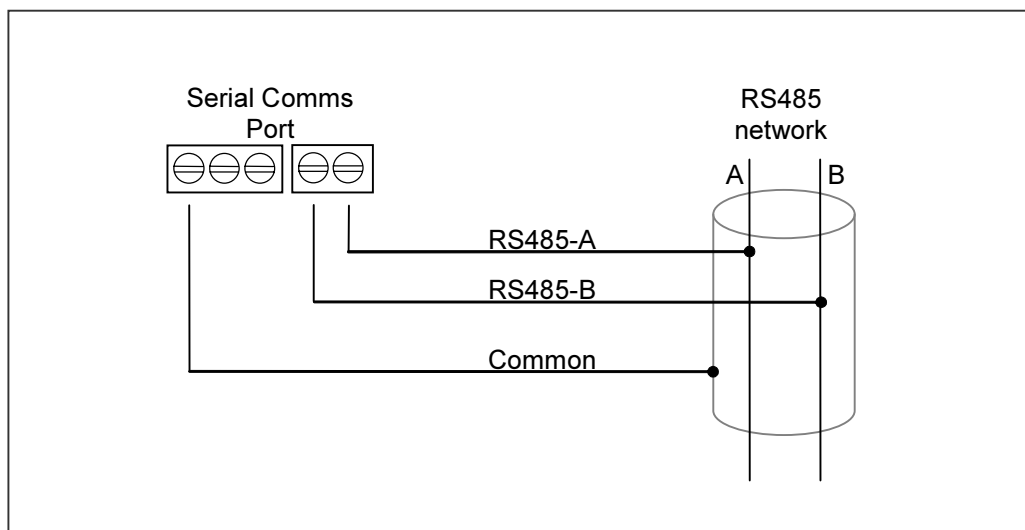 Serial Comms
Port
RS485
network
A
B
RS485-A
RS485-B
Common